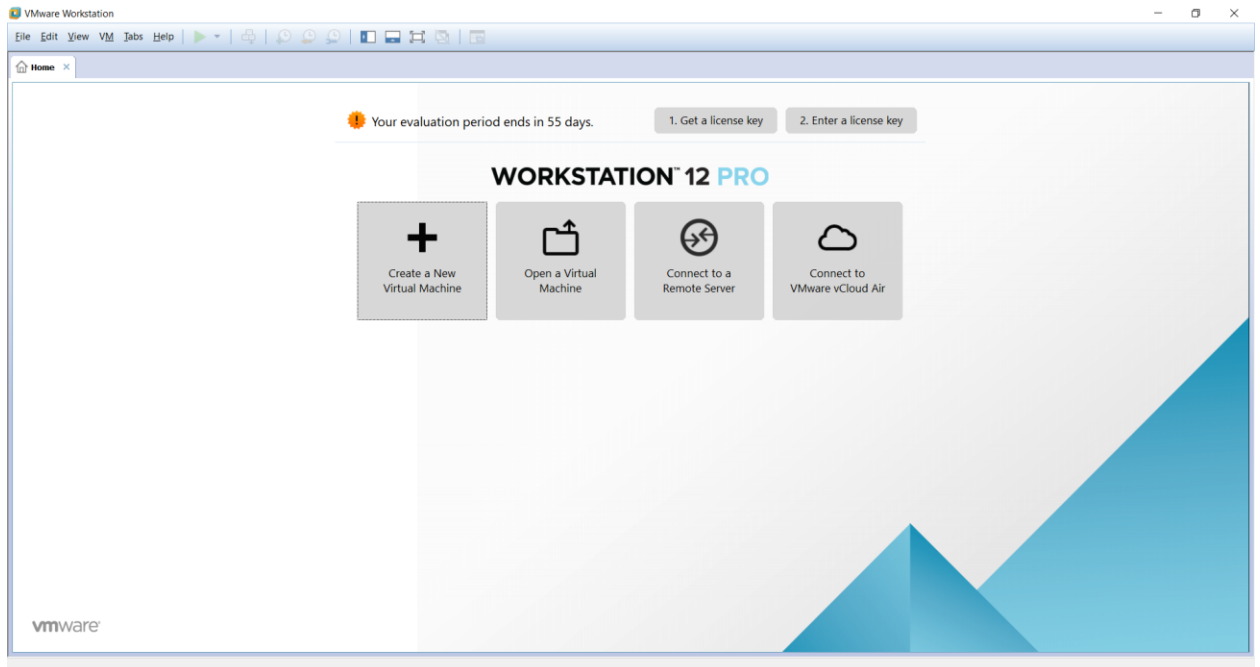 VMware Workstation
File Edit View VM Tabs Help
Home
Your evaluation period ends in 55 days.
1. Get a license key
2. Enter a license key
WORKSTATION™ 12 PRO
Create a New
Virtual Machine
Open a Virtual
Machine
Connect to a
Remote Server
Connect to
VMware vCloud Air
vmware®